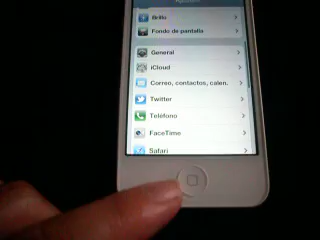 Brillo
Fondo de pantalla
General
iCloud
Correo, contactos, calen.
Twitter
Teléfono
FaceTime
Safari